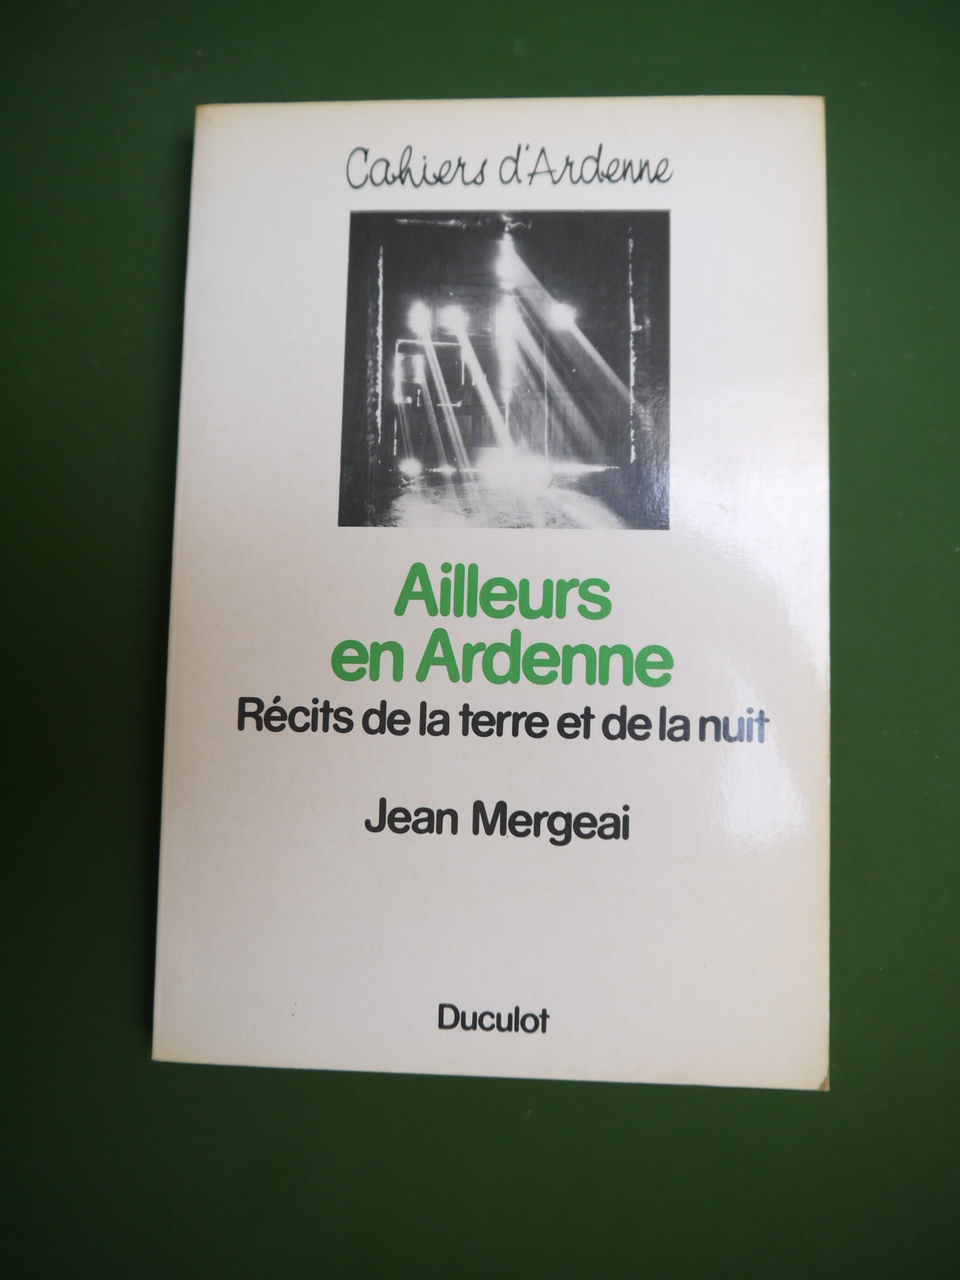 Cahiers d'Ardenne
Ailleurs
en Ardenne
Récits de la terre et de la nuit
Jean Mergeai
Duculot